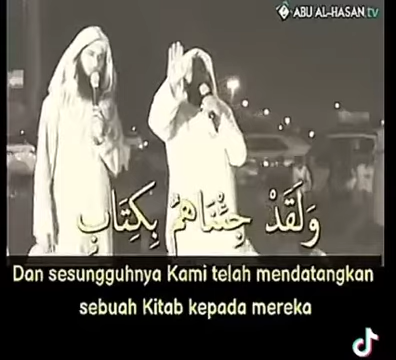 ABU AL-HASAN.tv
وَلَقَدْ جِئْنَاهُمْ بِكِتَابٍ
Dan sesungguhnya Kami telah mendatangkan
sebuah Kitab kepada mereka